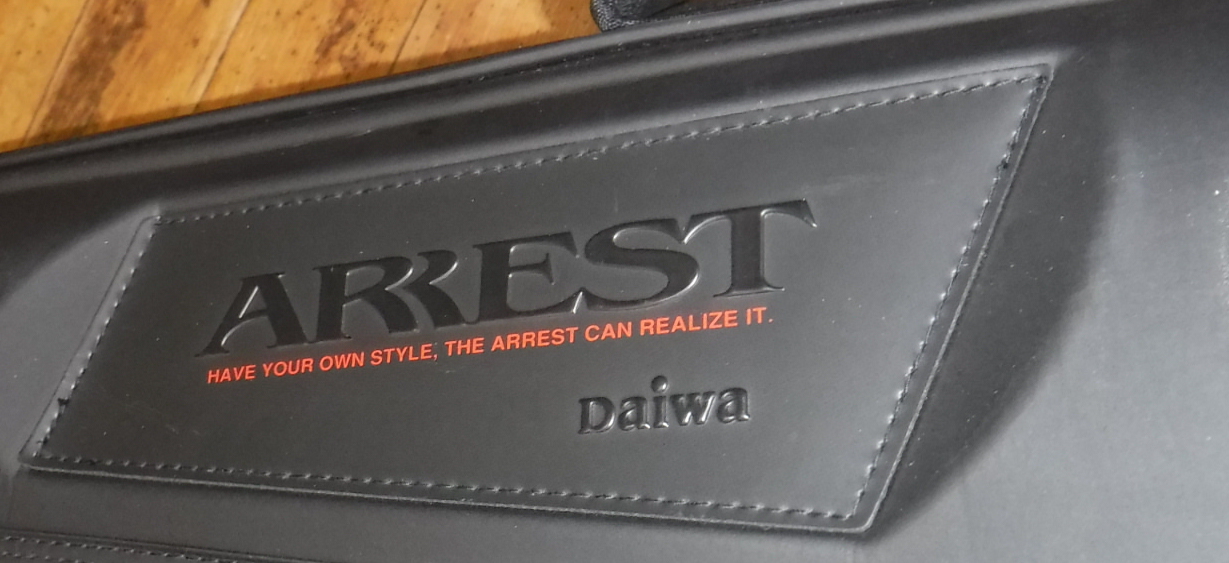 ARREST
HAVE YOUR OWN STYLE, THE ARREST CAN REALIZE IT.
Daiwa